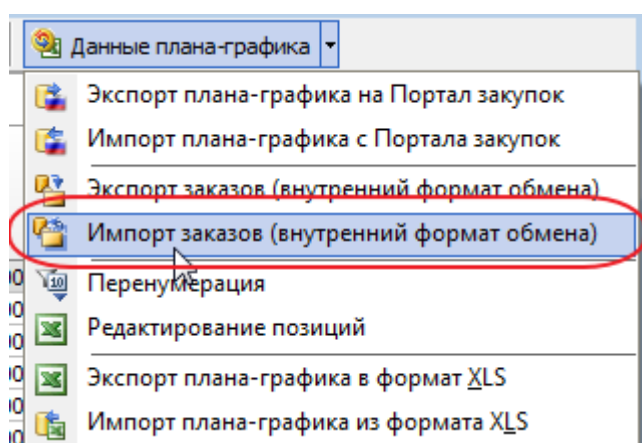 Данные плана-графика
Экспорт плана-графика на Портал закупок
Импорт плана-графика с Портала закупок
Экспорт заказов (внутренний формат обмена)
Импорт заказов (внутренний формат обмена)
Перенумерация
Редактирование позиций
Экспорт плана-графика в формат XLS
Импорт плана-графика из формата XLS